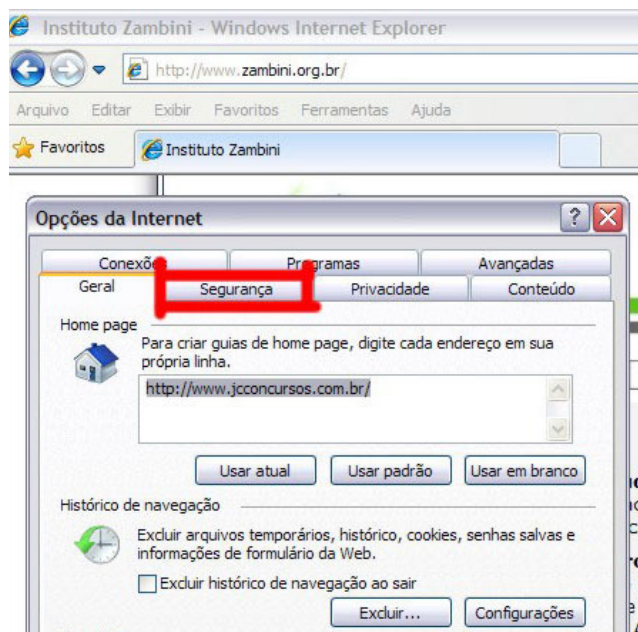 Instituto Zambini - Windows Internet Explorer
http://www.zambini.org.br/
Arquivo Editar Exibir Favoritos Ferramentas Ajuda
Favoritos Instituto Zambini
Opções da Internet
Conexões Programas Avançadas
Geral Segurança Privacidade Conteúdo
Home page
Para criar guias de home page, digite cada endereço em sua
própria linha.
http://www.jcconcursos.com.br/
Usar atual Usar padrão Usar em branco
Histórico de navegação
Excluir arquivos temporários, histórico, cookies, senhas salvas e
informações de formulário da Web.
Excluir histórico de navegação ao sair
Excluir... Configurações